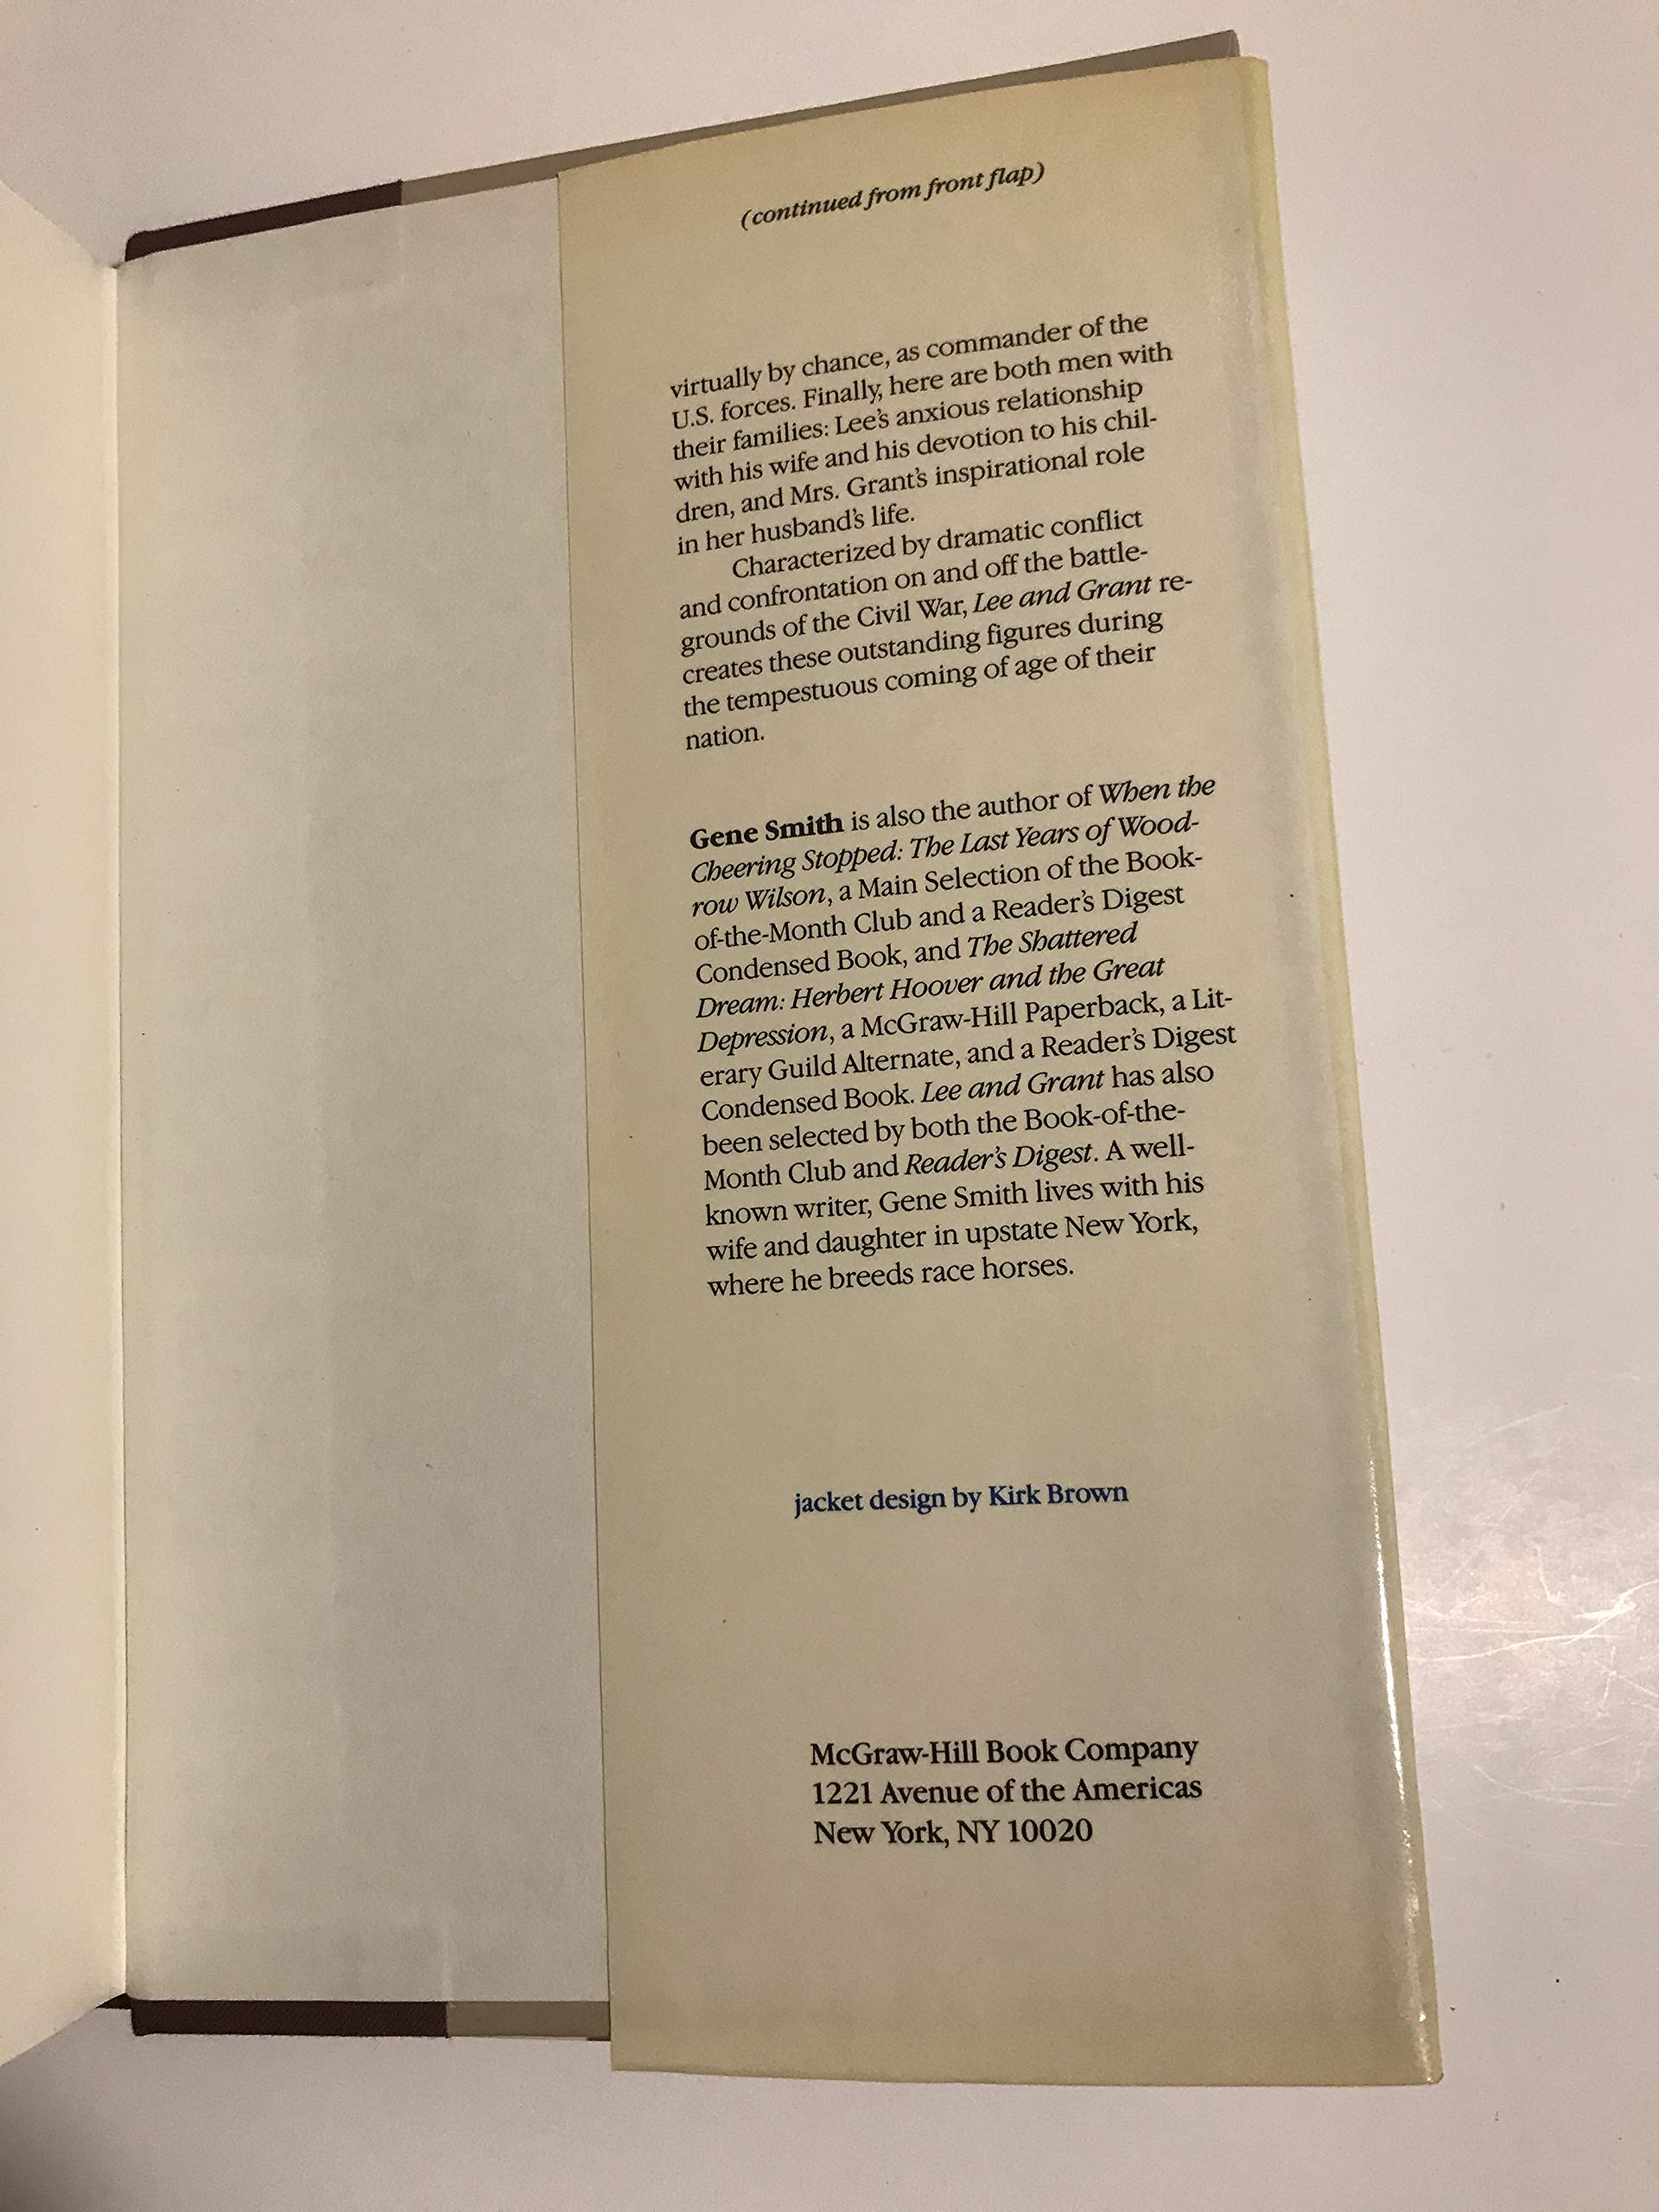 (continued from front flap)
virtually by chance, as commander of the
U.S. forces. Finally, here are both men with
their families: Lee's anxious relationship
with his wife and his devotion to his chil-
dren, and Mrs. Grant's inspirational role
in her husband's life.
Characterized by dramatic conflict
and confrontation on and off the battle-
grounds of the Civil War, Lee and Grant re-
creates these outstanding figures during
the tempestuous coming of age of their
nation.
Gene Smith is also the author of When the
Cheering Stopped: The Last Years of Wood-
row Wilson, a Main Selection of the Book-
of-the-Month Club and a Reader's Digest
Condensed Book, and The Shattered
Dream: Herbert Hoover and the Great
Depression, a McGraw-Hill Paperback, a Lit-
erary Guild Alternate, and a Reader's Digest
Condensed Book. Lee and Grant has also
been selected by both the Book-of-the-
Month Club and Reader's Digest. A well-
known writer, Gene Smith lives with his
wife and daughter in upstate New York,
where he breeds race horses.
jacket design by Kirk Brown
McGraw-Hill Book Company
1221 Avenue of the Americas
New York, NY 10020